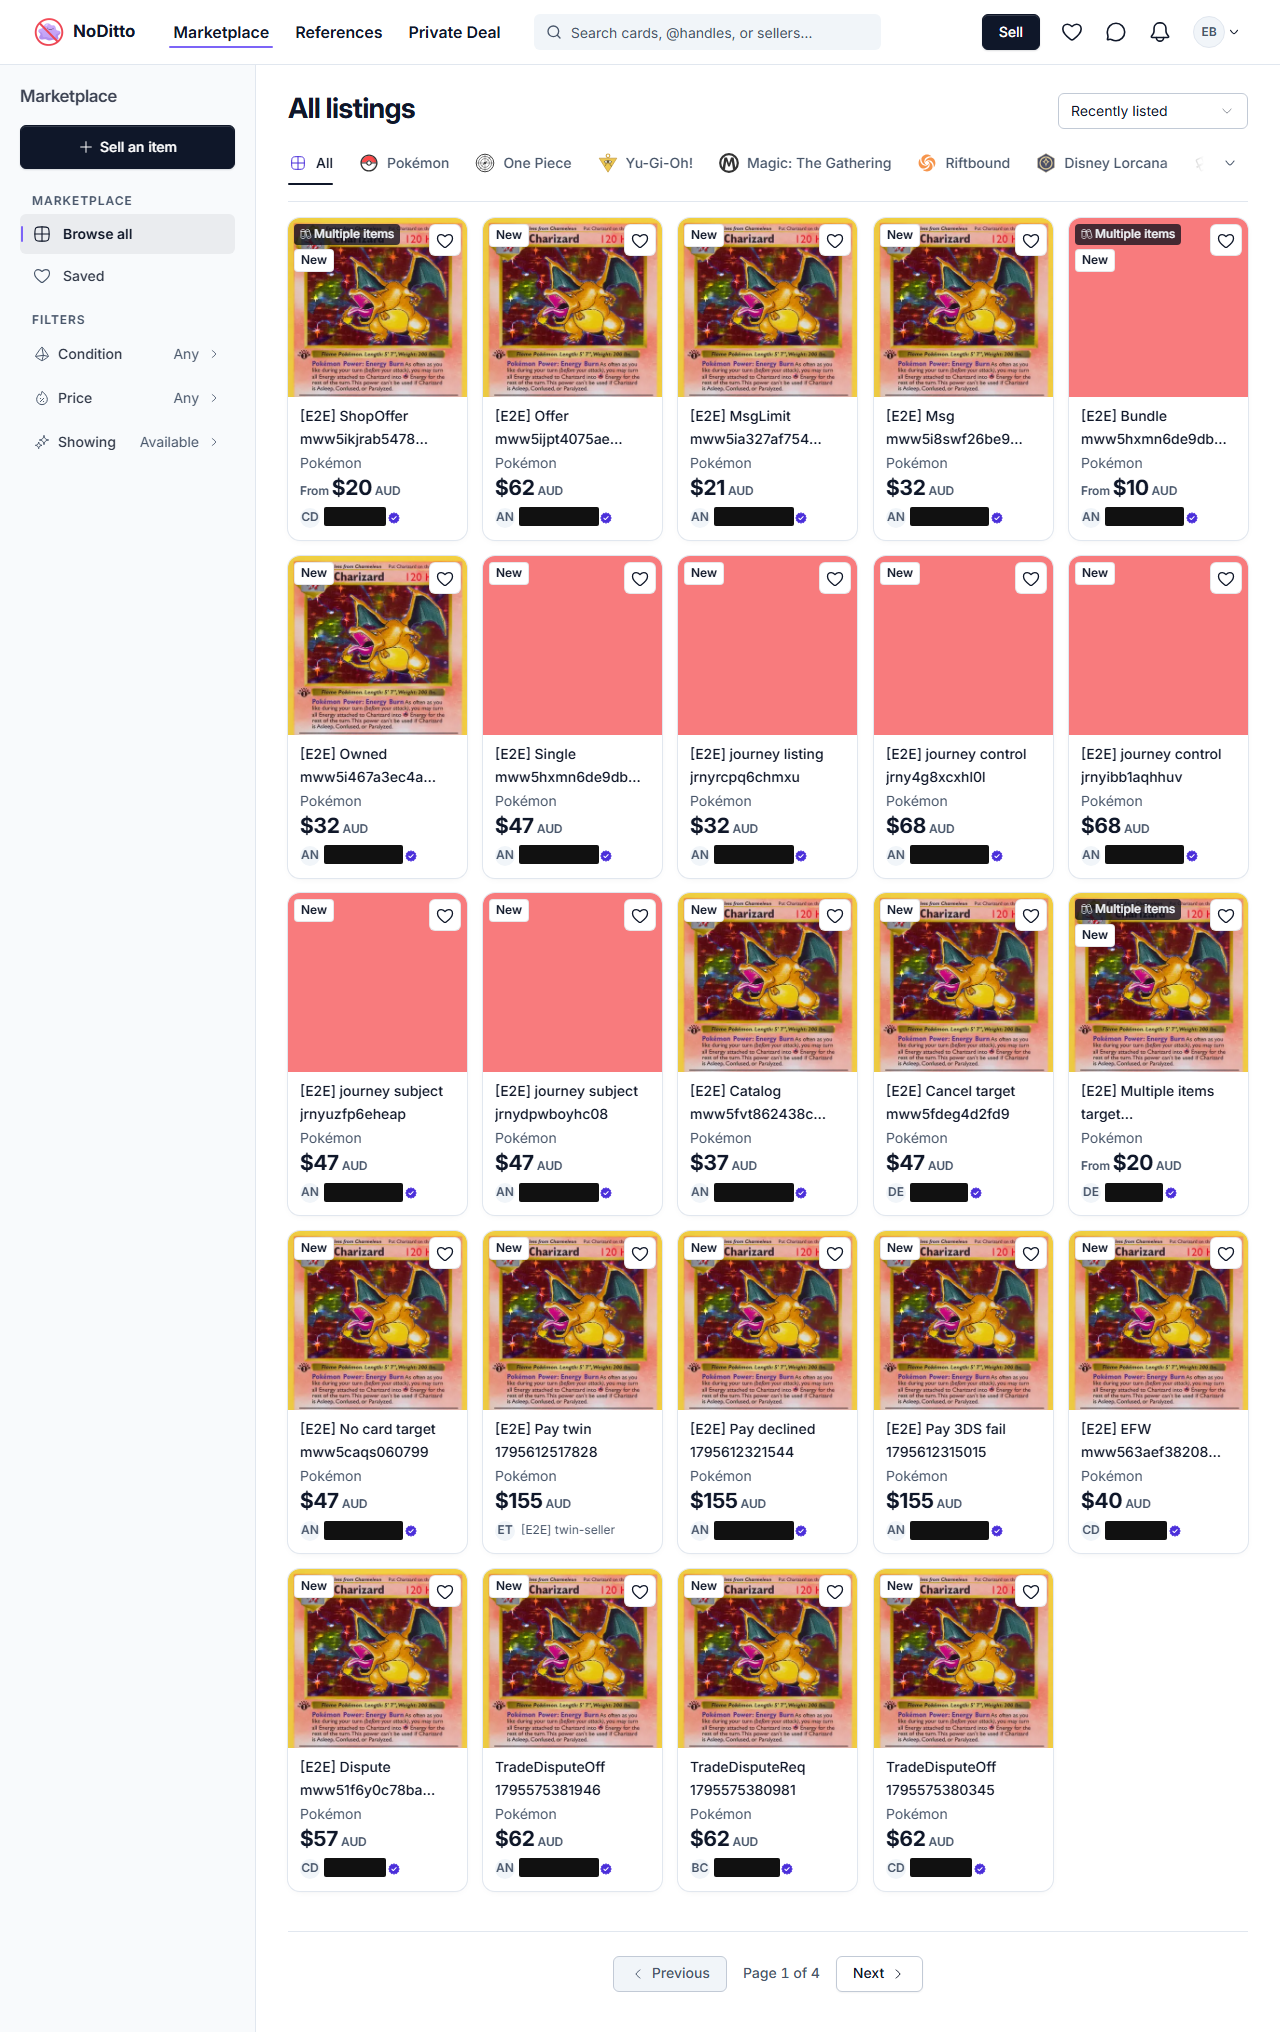 NoDitto
Marketplace
References
Private Deal
Search cards, @handles, or sellers...
Sell
EB
Marketplace
+ Sell an item
MARKETPLACE
Browse all
Saved
FILTERS
Condition Any
Price Any
Showing Available
All listings
Recently listed
All
Pokémon
One Piece
Yu-Gi-Oh!
Magic: The Gathering
Riftbound
Disney Lorcana
Multiple items
New
[E2E] ShopOffer
mww5ikjrab5478...
Pokémon
From $20 AUD
CD
New
[E2E] Offer
mww5ijpt4075ae...
Pokémon
$62 AUD
AN
New
[E2E] MsgLimit
mww5ia327af754...
Pokémon
$21 AUD
AN
New
[E2E] Msg
mww5i8swf26be9...
Pokémon
$32 AUD
AN
Multiple items
New
[E2E] Bundle
mww5hxmn6de9db...
Pokémon
From $10 AUD
AN
New
Charizard
[E2E] Owned
mww5i467a3ec4a...
Pokémon
$32 AUD
AN
New
[E2E] Single
mww5hxmn6de9db...
Pokémon
$47 AUD
AN
New
[E2E] journey listing
jrnyrcpq6chmxu
Pokémon
$32 AUD
AN
New
[E2E] journey control
jrny4g8xcxhl0l
Pokémon
$68 AUD
AN
New
[E2E] journey control
jrnyibb1aqhhuv
Pokémon
$68 AUD
AN
New
[E2E] journey subject
jrnyuzfp6eheap
Pokémon
$47 AUD
AN
New
[E2E] journey subject
jrnydpwboyhc08
Pokémon
$47 AUD
AN
New
Charizard
[E2E] Catalog
mww5fvt862438c...
Pokémon
$37 AUD
AN
New
Charizard
[E2E] Cancel target
mww5fdeg4d2fd9
Pokémon
$47 AUD
DE
Multiple items
New
[E2E] Multiple items
target...
Pokémon
From $20 AUD
DE
New
Charizard
[E2E] No card target
mww5caqs060799
Pokémon
$47 AUD
AN
New
Charizard
[E2E] Pay twin
1795612517828
Pokémon
$155 AUD
ET [E2E] twin-seller
New
Charizard
[E2E] Pay declined
1795612321544
Pokémon
$155 AUD
AN
New
Charizard
[E2E] Pay 3DS fail
1795612315015
Pokémon
$155 AUD
AN
New
Charizard
[E2E] EFW
mww563aef38208...
Pokémon
$40 AUD
CD
New
Charizard
[E2E] Dispute
mww51f6y0c78ba...
Pokémon
$57 AUD
CD
New
Charizard
TradeDisputeOff
1795575381946
Pokémon
$62 AUD
AN
New
Charizard
TradeDisputeReq
1795575380981
Pokémon
$62 AUD
BC
New
Charizard
TradeDisputeOff
1795575380345
Pokémon
$62 AUD
CD
Previous
Page 1 of 4
Next